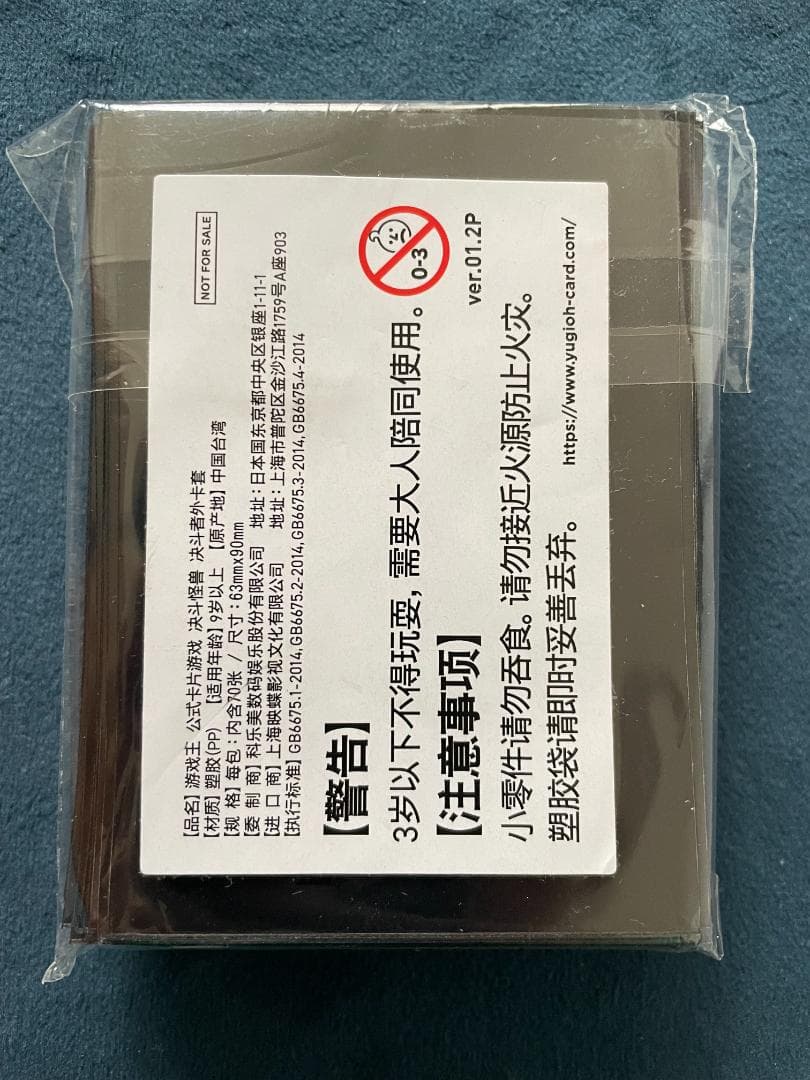 【品名】游戏王 公式卡片游戏 决斗怪兽 决斗者外卡套
【材质】塑胶(PP) 【适用年龄】9岁以上 【原产地】中国台湾
【规 格】每包:内含70张 / 尺寸:63mmx90mm
【委 制 商】科乐美数码娱乐股份有限公司 地址:日本国东京都中央区银座1-11-1
【进 口 商】上海映蝶影视文化有限公司 地址:上海市普陀区金沙江路1759号A座903
【执行标准】GB6675.1-2014,GB6675.2-2014,GB6675.3-2014,GB6675.4-2014
NOT FOR SALE
【警告】
3岁以下不得玩耍,需要大人陪同使用。
0-3
【注意事项】
ver.01.2P
小零件请勿吞食。请勿接近火源防止火灾。
塑胶袋请即时妥善丢弃。
https://www.yugioh-card.com/